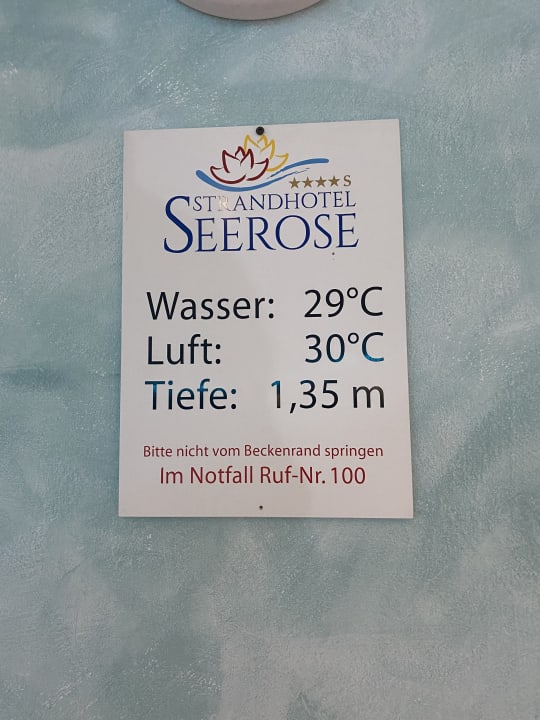 ★★★★S
STRANDHOTEL
SEEROSE
Wasser: 29°C
Luft: 30°C
Tiefe: 1,35 m
Bitte nicht vom Beckenrand springen
Im Notfall Ruf-Nr. 100